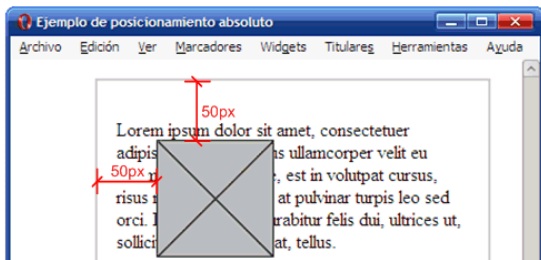 Ejemplo de posicionamiento absoluto
Archivo Edición Ver Marcadores Widgets Titulares Herramientas Ayuda
50px
Lorem ipsum dolor sit amet, consectetuer
adipis us ullamcorper velit eu
50px , est in volutpat cursus,
risus at pulvinar turpis leo sed
orci. rabitur felis dui, ultrices ut,
sollici at, tellus.